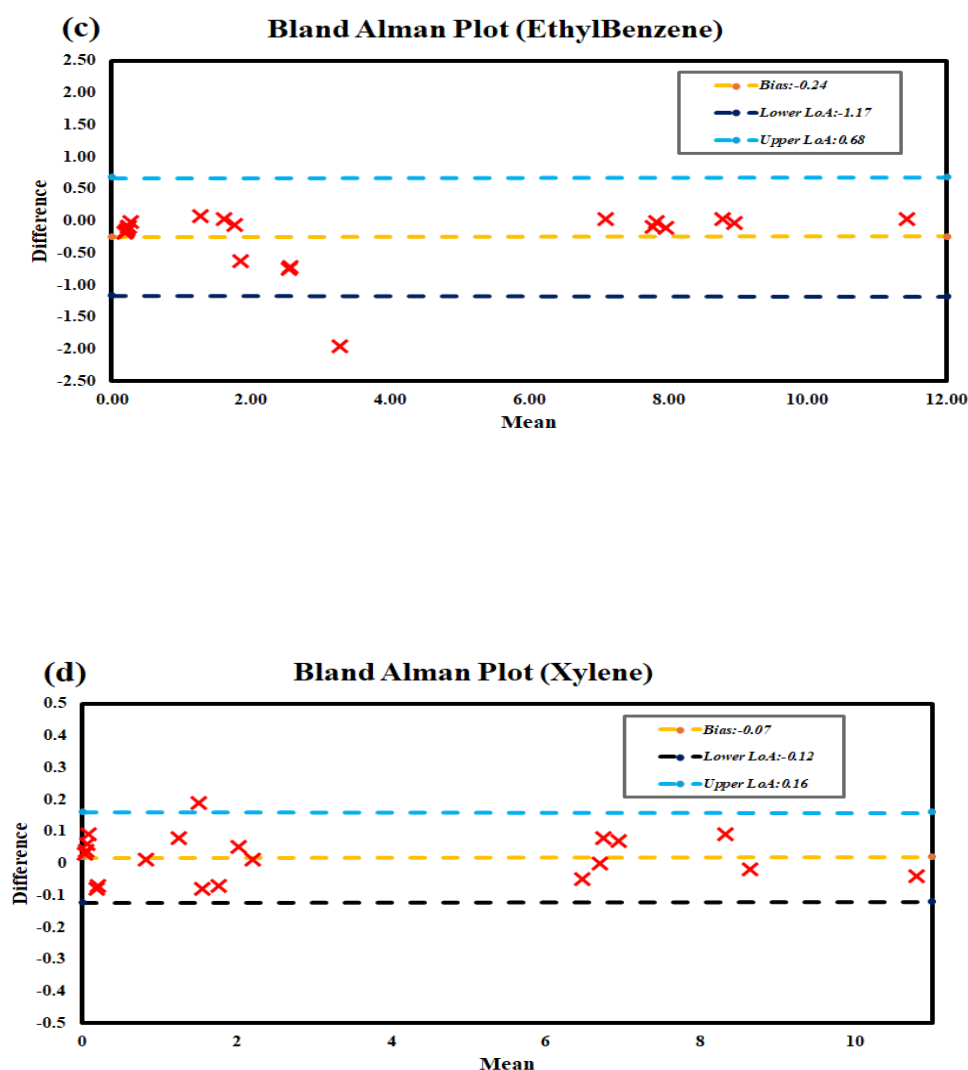 (c)
Bland Alman Plot (EthylBenzene)
2.50
2.00
1.50
1.00
0.50
0.00
-0.50
-1.00
-1.50
-2.00
-2.50
Difference
Bias:-0.24
Lower LoA:-1.17
Upper LoA:0.68
0.00 2.00 4.00 6.00 8.00 10.00 12.00
Mean
(d)
Bland Alman Plot (Xylene)
0.5
0.4
0.3
0.2
0.1
0
-0.1
-0.2
-0.3
-0.4
-0.5
Difference
Bias:-0.07
Lower LoA:-0.12
Upper LoA:0.16
0 2 4 6 8 10
Mean